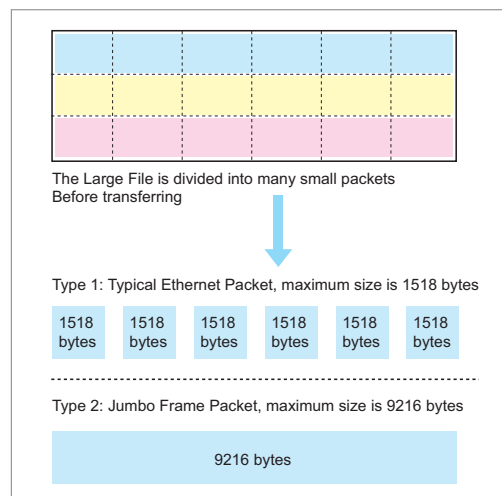 The Large File is divided into many small packets
Before transferring
Type 1: Typical Ethernet Packet, maximum size is 1518 bytes
1518 1518 1518 1518 1518 1518
bytes bytes bytes bytes bytes bytes
Type 2: Jumbo Frame Packet, maximum size is 9216 bytes
9216 bytes